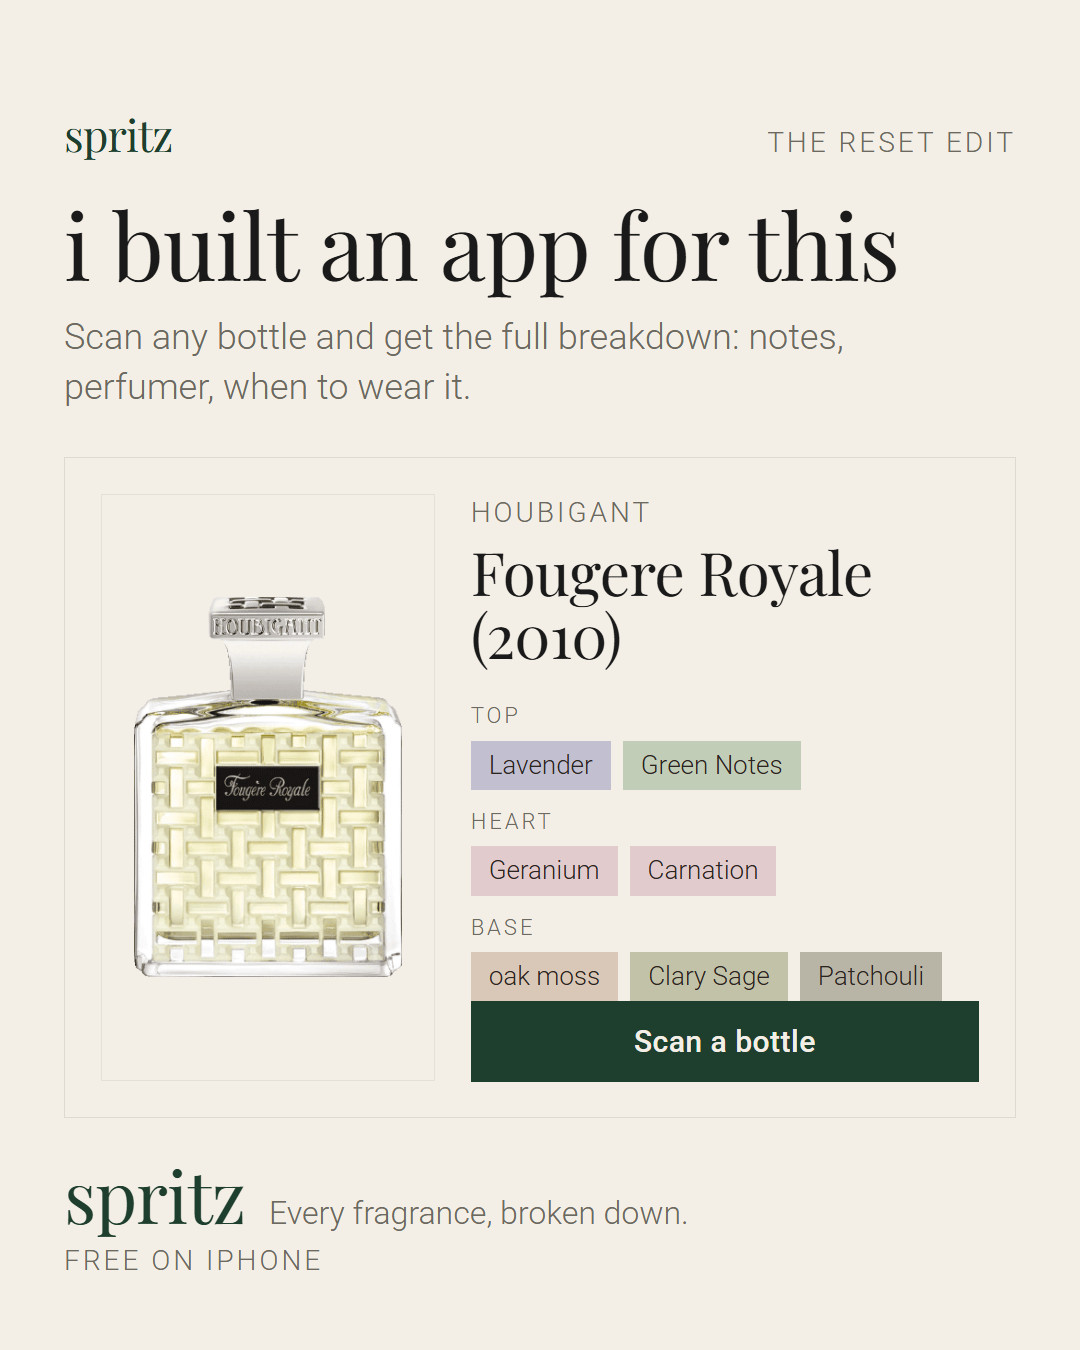 spritz
THE RESET EDIT
i built an app for this
Scan any bottle and get the full breakdown: notes,
perfumer, when to wear it.
HOUBIGANT
Fougère Royale
HOUBIGANT
Fougere Royale
(2010)
TOP
Lavender Green Notes
HEART
Geranium Carnation
BASE
oak moss Clary Sage Patchouli
Scan a bottle
spritz Every fragrance, broken down.
FREE ON IPHONE